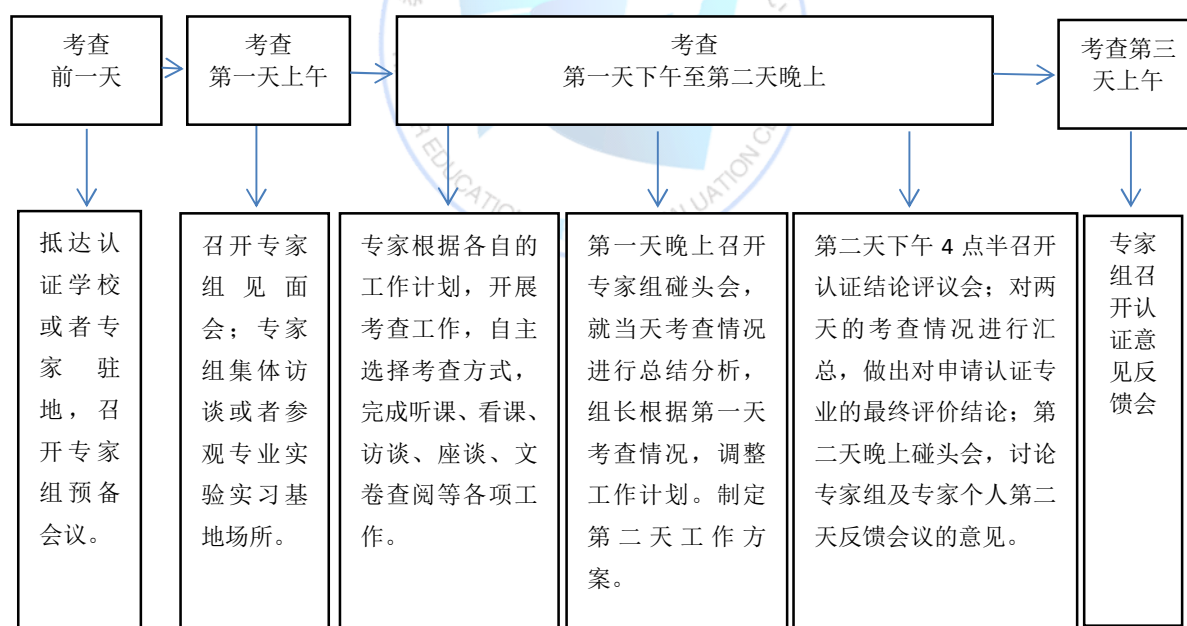 考查
前一天
考查
第一天上午
考查
第一天下午至第二天晚上
考查第三
天上午
抵达认
证学校
或者专
家驻
地，召
开专家
组预备
会议。
召开专家
组见面
会；专家
组集体访
谈或者参
观专业实
验实习基
地场所。
专家根据各自的
工作计划，开展
考查工作，自主
选择考查方式，
完成听课、看课、
访谈、座谈、文
卷查阅等各项工
作。
第一天晚上召开
专家组碰头会，
就当天考查情况
进行总结分析，
组长根据第一天
考查情况，调整
工作计划。制定
第二天工作方
案。
第二天下午 4 点半召开
认证结论评议会；对两
天的考查情况进行汇
总，做出对申请认证专
业的最终评价结论；第
二天晚上碰头会，讨论
专家组及专家个人第二
天反馈会议的意见。
专家
组召
开认
证意
见反
馈会